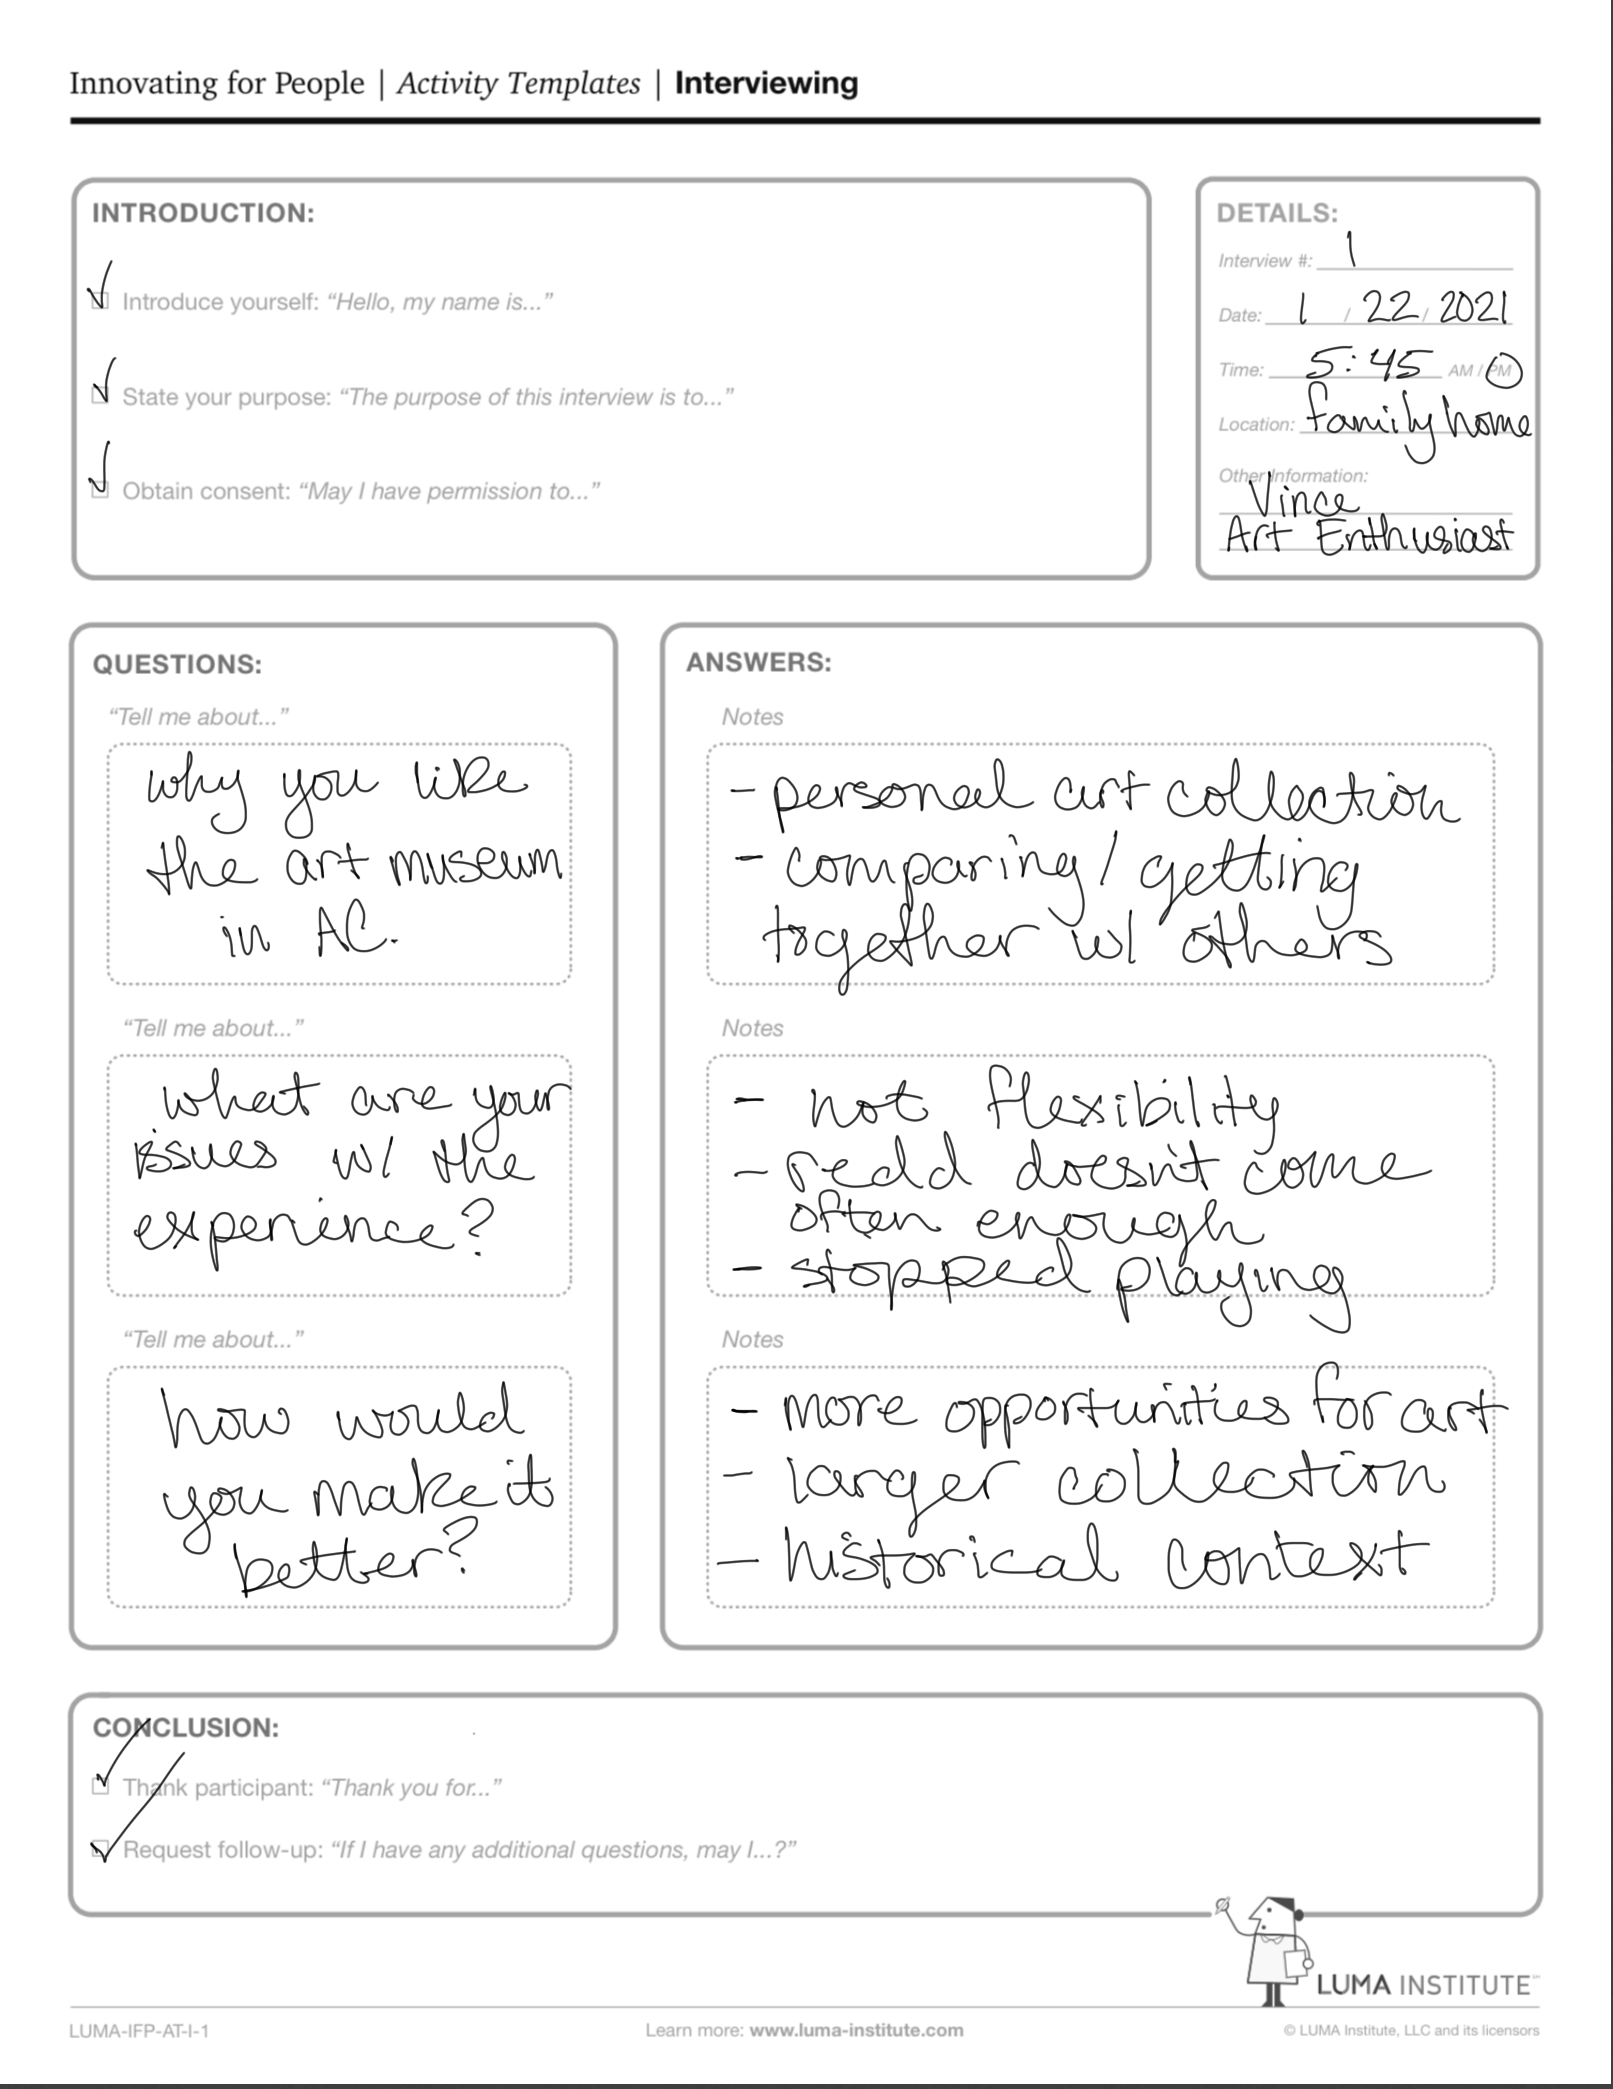 Innovating for People | Activity Templates | Interviewing
INTRODUCTION:
Introduce yourself: “Hello, my name is...”
State your purpose: “The purpose of this interview is to...”
Obtain consent: “May I have permission to...”
DETAILS:
Interview #: 1
Date: 1 / 22 / 2021
Time: 5:45 AM / PM
Location: family home
Other Information:
Vince
Art Enthusiast
QUESTIONS:
“Tell me about...”
why you like
the art museum
in AC.
“Tell me about...”
what are your
issues w/ the
experience?
“Tell me about...”
how would
you make it
better?
ANSWERS:
Notes
- personal art collection
- comparing / getting
together w/ others
Notes
- not flexibility
- redd doesn't come
often enough
- stopped playing
Notes
- more opportunities for art
- larger collection
- historical context
CONCLUSION:
Thank participant: “Thank you for...”
Request follow-up: “If I have any additional questions, may I...?”
LUMA INSTITUTE
LUMA-IFP-AT-I-1
Learn more: www.luma-institute.com
© LUMA Institute, LLC and its licensors